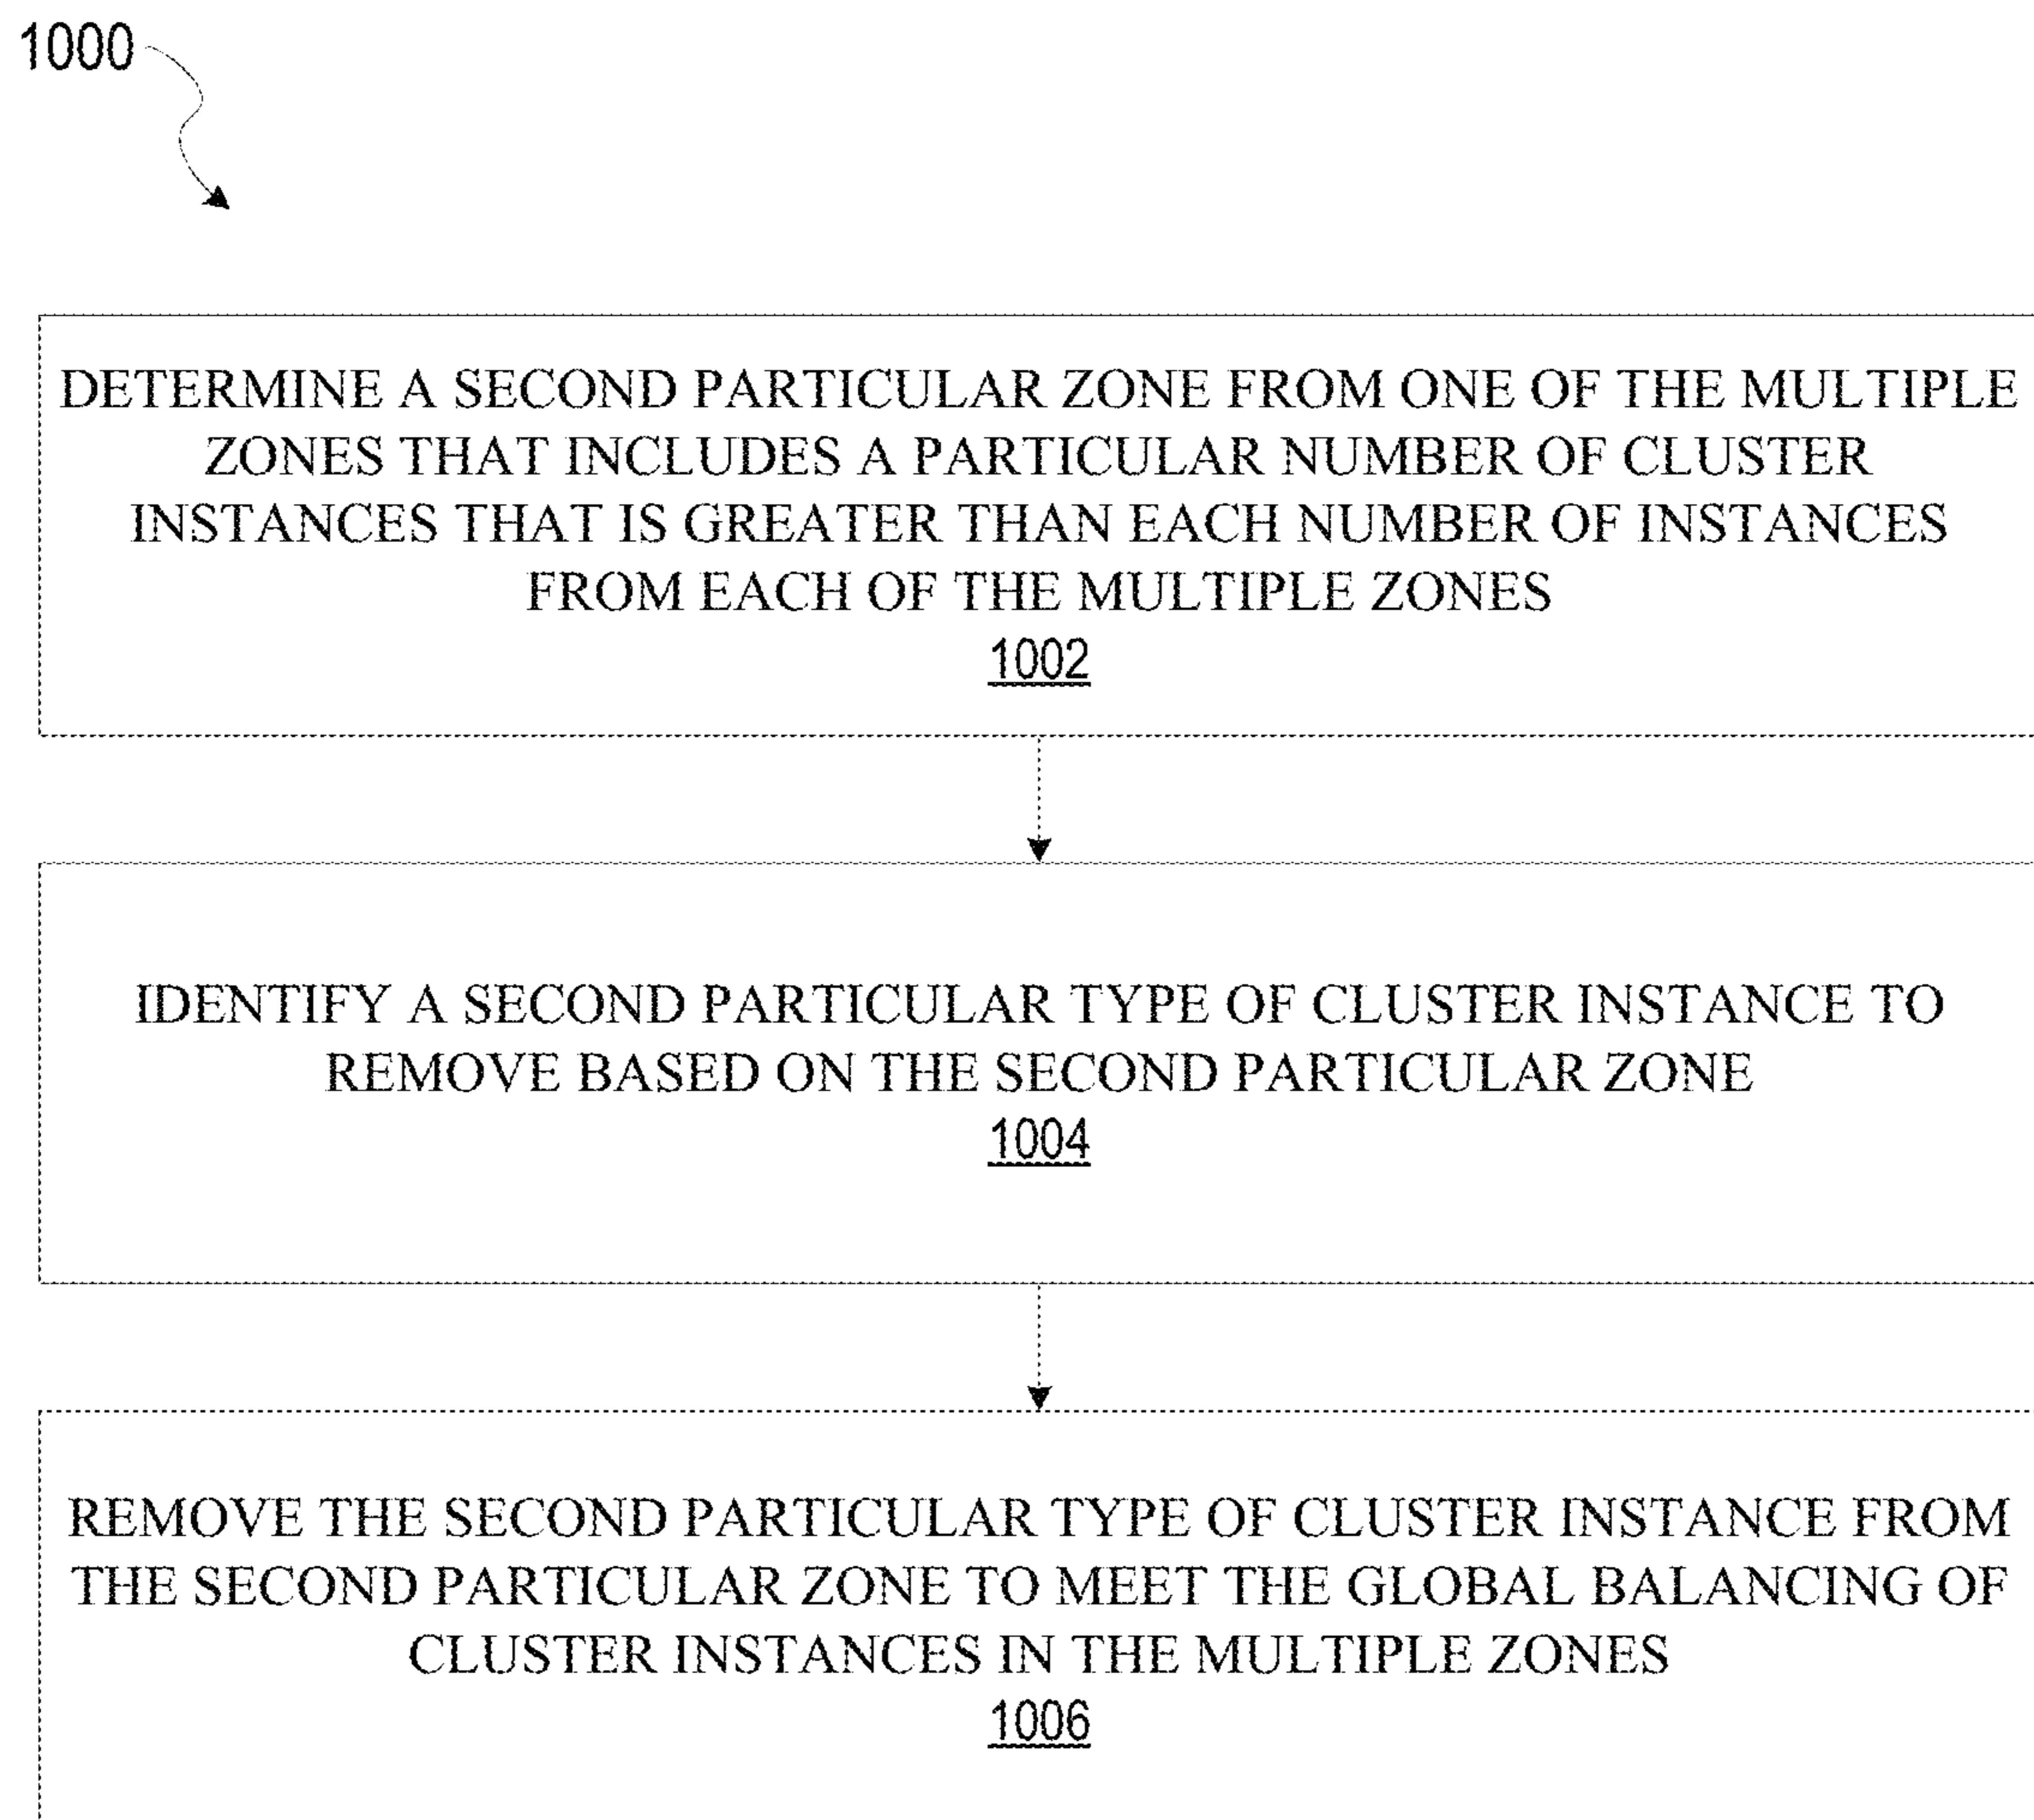 1000
DETERMINE A SECOND PARTICULAR ZONE FROM ONE OF THE MULTIPLE
ZONES THAT INCLUDES A PARTICULAR NUMBER OF CLUSTER
INSTANCES THAT IS GREATER THAN EACH NUMBER OF INSTANCES
FROM EACH OF THE MULTIPLE ZONES
1002
IDENTIFY A SECOND PARTICULAR TYPE OF CLUSTER INSTANCE TO
REMOVE BASED ON THE SECOND PARTICULAR ZONE
1004
REMOVE THE SECOND PARTICULAR TYPE OF CLUSTER INSTANCE FROM
THE SECOND PARTICULAR ZONE TO MEET THE GLOBAL BALANCING OF
CLUSTER INSTANCES IN THE MULTIPLE ZONES
1006